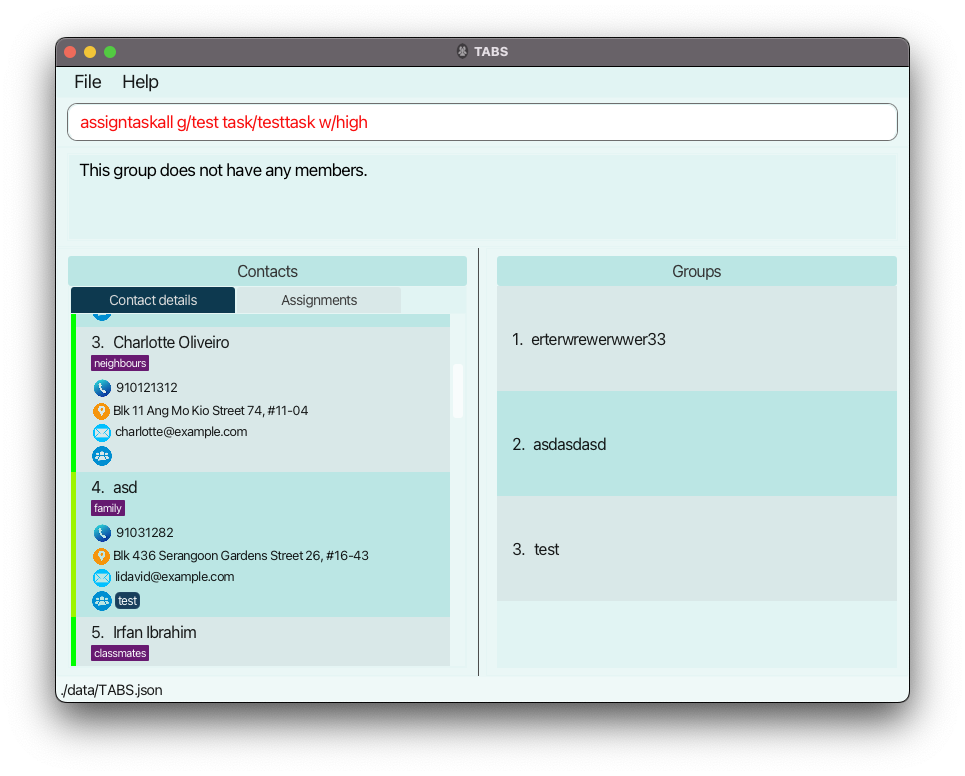 TABS
File Help
assigntaskall g/test task/testtask w/high
This group does not have any members.
Contacts
Contact details Assignments
3. Charlotte Oliveiro
neighbours
910121312
Blk 11 Ang Mo Kio Street 74, #11-04
charlotte@example.com
4. asd
family
91031282
Blk 436 Serangoon Gardens Street 26, #16-43
lidavid@example.com
test
5. Irfan Ibrahim
classmates
Groups
1. erterwrewerwwer33
2. asdasdasd
3. test
./data/TABS.json